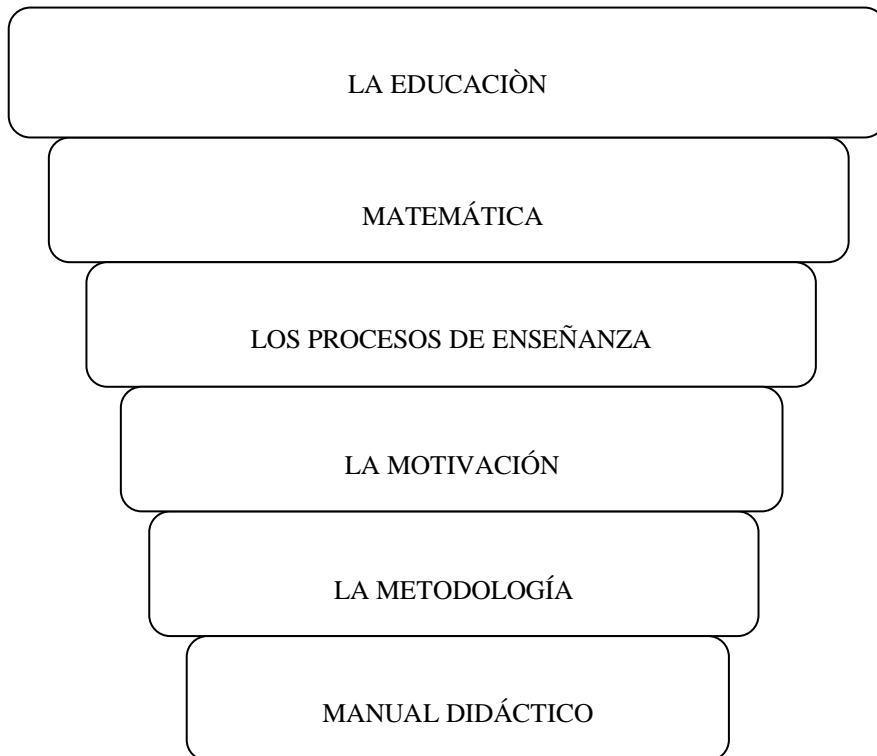 LA EDUCACIÒN
MATEMÁTICA
LOS PROCESOS DE ENSEÑANZA
LA MOTIVACIÓN
LA METODOLOGÍA
MANUAL DIDÁCTICO